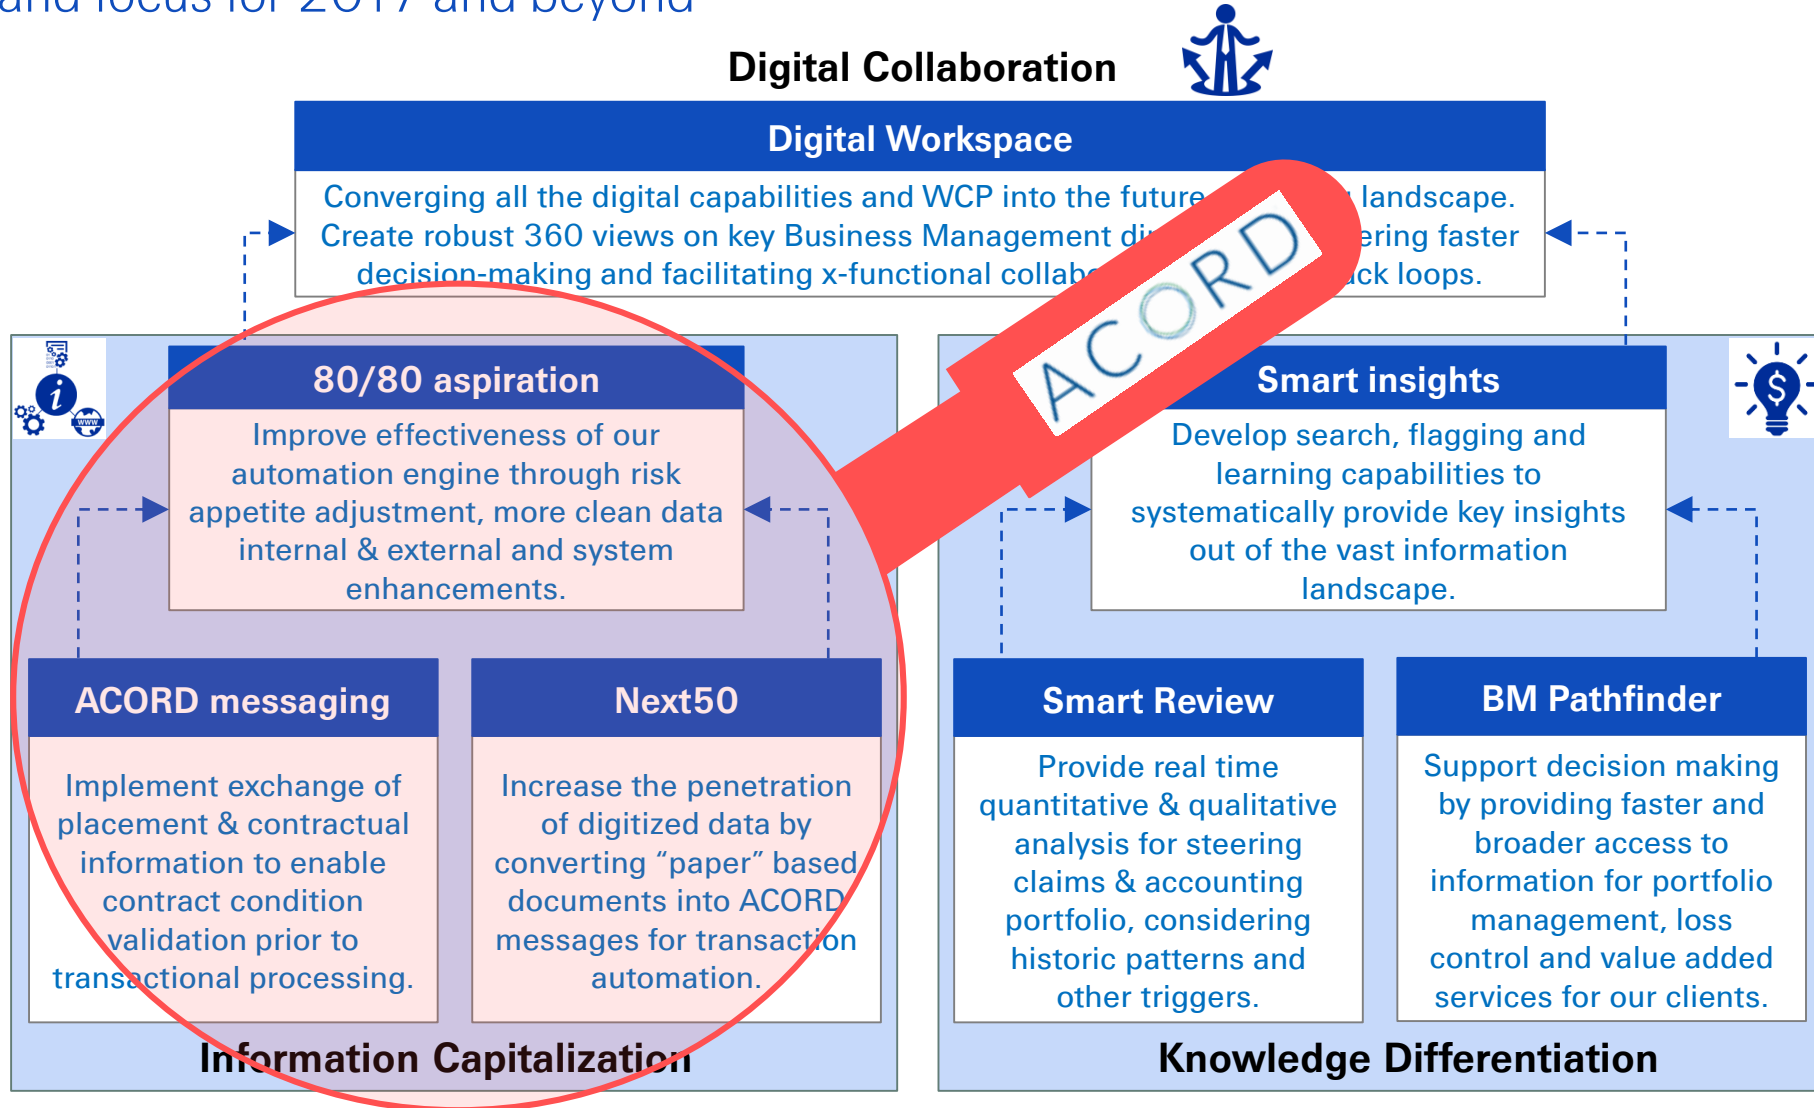 and focus for 2017 and beyond
Digital Collaboration
Digital Workspace
Converging all the digital capabilities and WCP into the future landscape.
Create robust 360 views on key Business Management ering faster
decision-making and facilitating x-functional ck loops.
ACORD
80/80 aspiration
Improve effectiveness of our
automation engine through risk
appetite adjustment, more clean data
internal & external and system
enhancements.
i
www
ACORD messaging
Implement exchange of
placement & contractual
information to enable
contract condition
validation prior to
transactional processing.
Next50
Increase the penetration
of digitized data by
converting “paper” based
documents into ACORD
messages for transaction
automation.
Information Capitalization
Smart insights
$
Develop search, flagging and
learning capabilities to
systematically provide key insights
out of the vast information
landscape.
Smart Review
Provide real time
quantitative & qualitative
analysis for steering
claims & accounting
portfolio, considering
historic patterns and
other triggers.
BM Pathfinder
Support decision making
by providing faster and
broader access to
information for portfolio
management, loss
control and value added
services for our clients.
Knowledge Differentiation